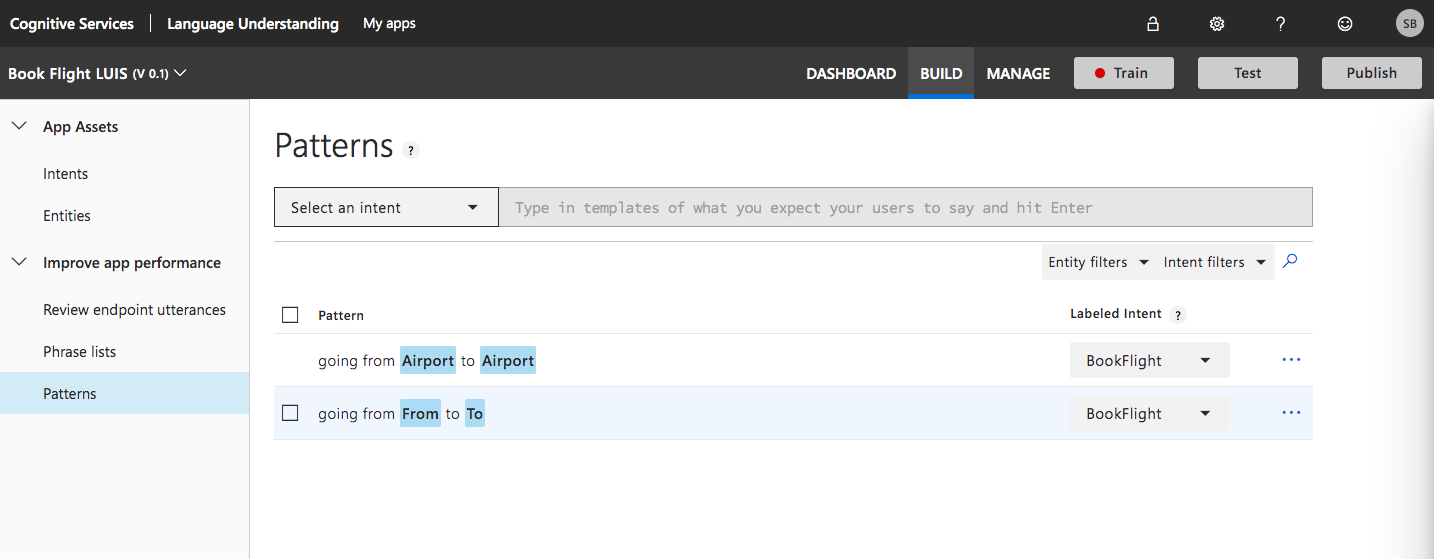 Cognitive Services Language Understanding My apps ? SB
Book Flight LUIS (V 0.1) DASHBOARD BUILD MANAGE Train Test Publish
App Assets
Intents
Entities
Improve app performance
Review endpoint utterances
Phrase lists
Patterns
Patterns ?
Select an intent Type in templates of what you expect your users to say and hit Enter
Entity filters Intent filters
Pattern Labeled Intent ?
going from Airport to Airport BookFlight ...
going from From to To BookFlight ...